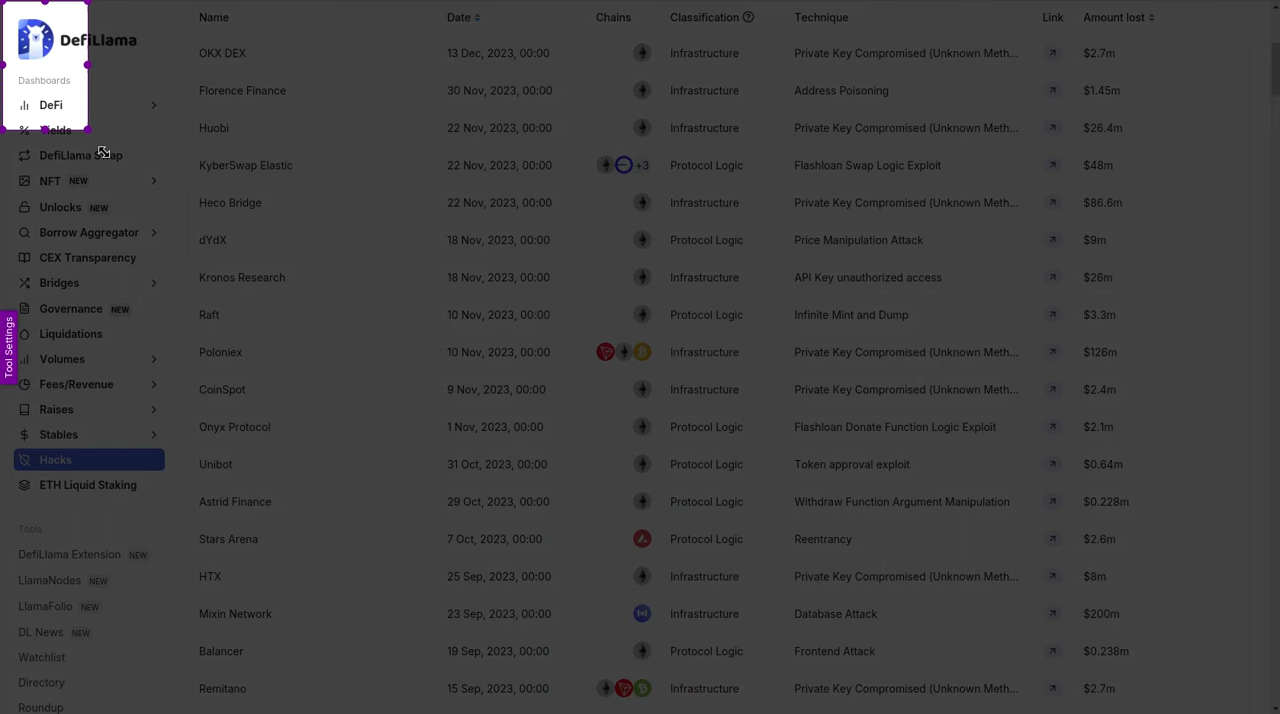 DefiLlama
Dashboards
DeFi
Yields
DefiLlama Swap
NFT NEW
Unlocks NEW
Borrow Aggregator
CEX Transparency
Bridges
Governance NEW
Liquidations
Volumes
Fees/Revenue
Raises
Stables
Hacks
ETH Liquid Staking
Tools
DefiLlama Extension NEW
LlamaNodes NEW
LlamaFolio NEW
DL News NEW
Watchlist
Directory
Roundup
Tool Settings
Name Date Chains Classification Technique Link Amount lost
OKX DEX 13 Dec, 2023, 00:00 Infrastructure Private Key Compromised (Unknown Meth... $2.7m
Florence Finance 30 Nov, 2023, 00:00 Infrastructure Address Poisoning $1.45m
Huobi 22 Nov, 2023, 00:00 Infrastructure Private Key Compromised (Unknown Meth... $26.4m
KyberSwap Elastic 22 Nov, 2023, 00:00 +3 Protocol Logic Flashloan Swap Logic Exploit $48m
Heco Bridge 22 Nov, 2023, 00:00 Infrastructure Private Key Compromised (Unknown Meth... $86.6m
dYdX 18 Nov, 2023, 00:00 Protocol Logic Price Manipulation Attack $9m
Kronos Research 18 Nov, 2023, 00:00 Infrastructure API Key unauthorized access $26m
Raft 10 Nov, 2023, 00:00 Protocol Logic Infinite Mint and Dump $3.3m
Poloniex 10 Nov, 2023, 00:00 Infrastructure Private Key Compromised (Unknown Meth... $126m
CoinSpot 9 Nov, 2023, 00:00 Infrastructure Private Key Compromised (Unknown Meth... $2.4m
Onyx Protocol 1 Nov, 2023, 00:00 Protocol Logic Flashloan Donate Function Logic Exploit $2.1m
Unibot 31 Oct, 2023, 00:00 Protocol Logic Token approval exploit $0.64m
Astrid Finance 29 Oct, 2023, 00:00 Protocol Logic Withdraw Function Argument Manipulation $0.228m
Stars Arena 7 Oct, 2023, 00:00 Protocol Logic Reentrancy $2.6m
HTX 25 Sep, 2023, 00:00 Infrastructure Private Key Compromised (Unknown Meth... $8m
Mixin Network 23 Sep, 2023, 00:00 Infrastructure Database Attack $200m
Balancer 19 Sep, 2023, 00:00 Protocol Logic Frontend Attack $0.238m
Remitano 15 Sep, 2023, 00:00 Infrastructure Private Key Compromised (Unknown Meth... $2.7m